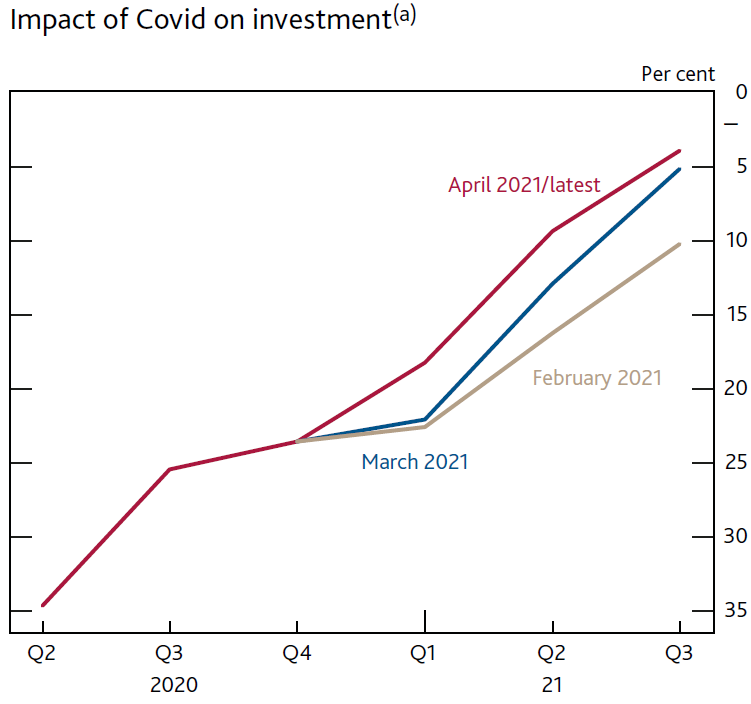 Impact of Covid on investment(a)
Per cent
0
–
5
10
15
20
25
30
35
April 2021/latest
February 2021
March 2021
Q2 Q3 Q4 Q1 Q2 Q3
2020 21